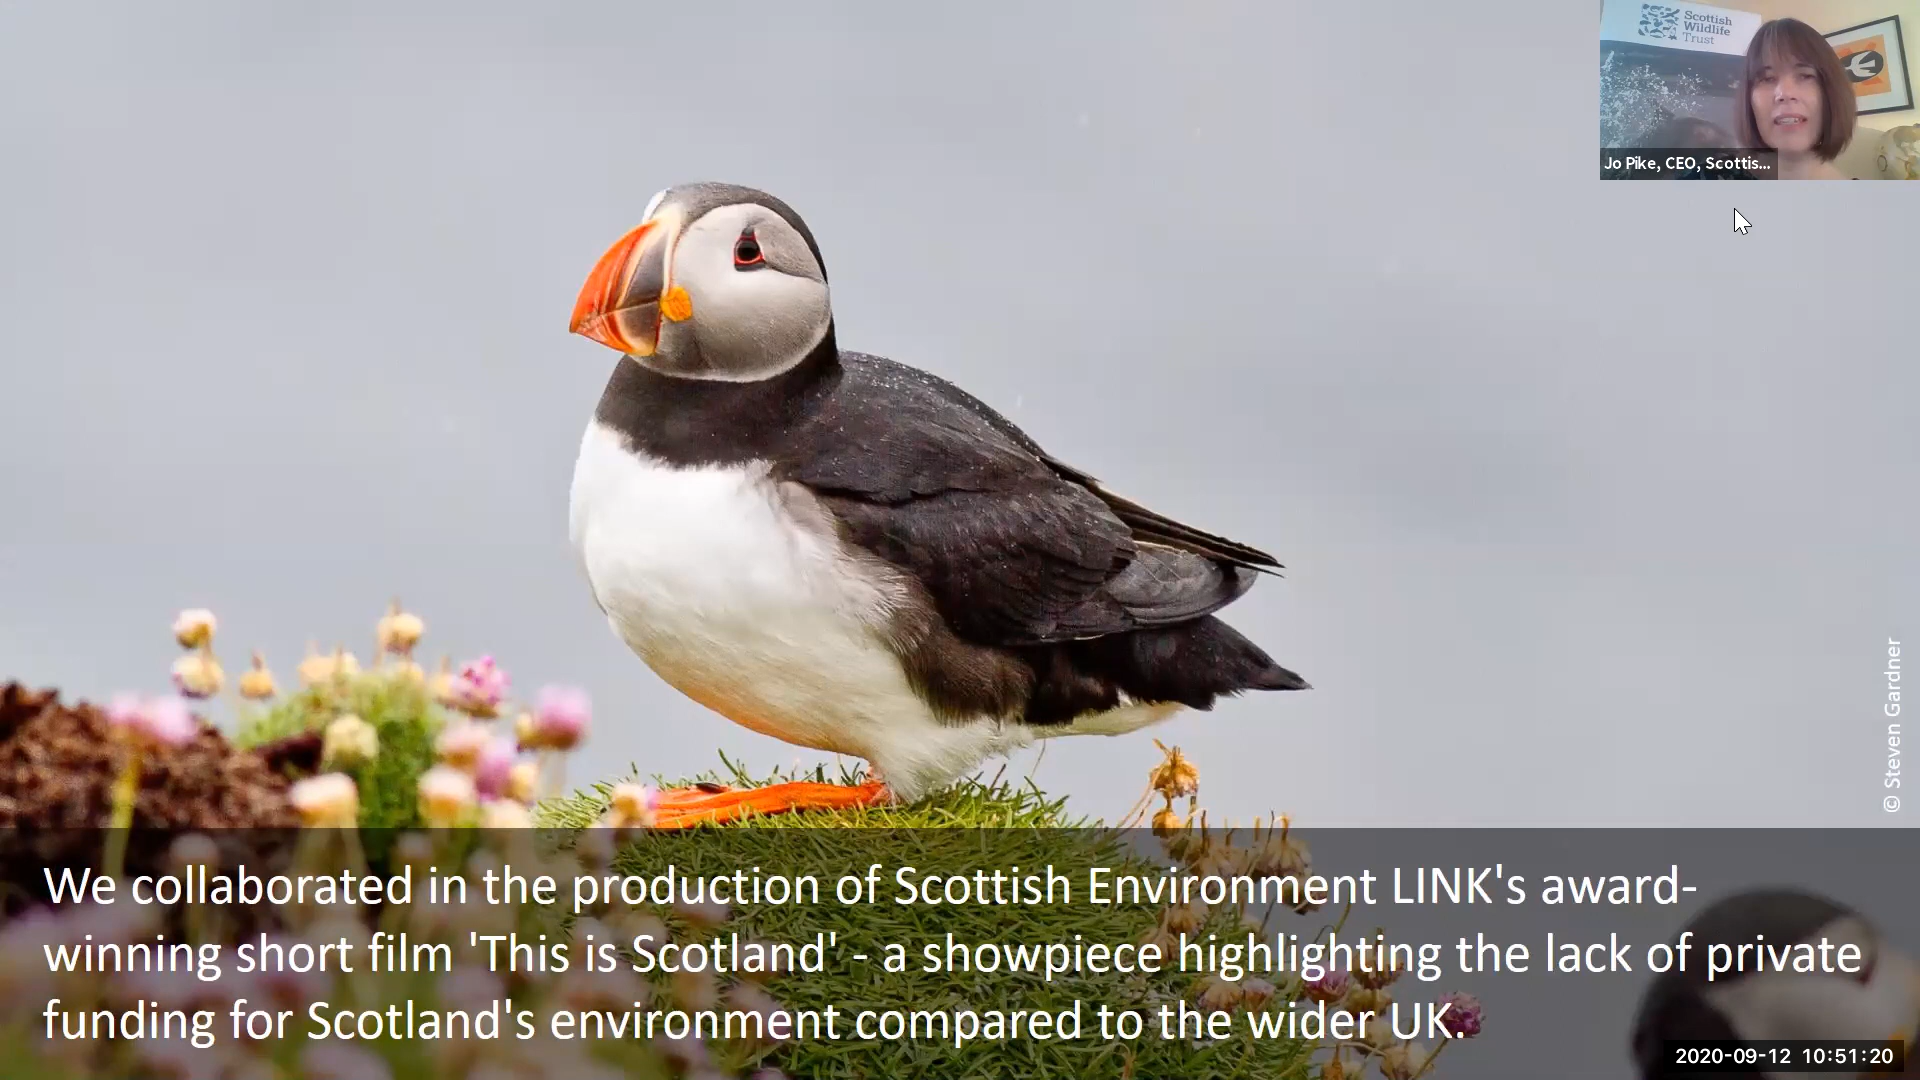 Scottish
Wildlife
Trust
Jo Pike, CEO, Scottis...
© Steven Gardner
We collaborated in the production of Scottish Environment LINK's award-
winning short film 'This is Scotland' - a showpiece highlighting the lack of private
funding for Scotland's environment compared to the wider UK.
2020-09-12 10:51:20